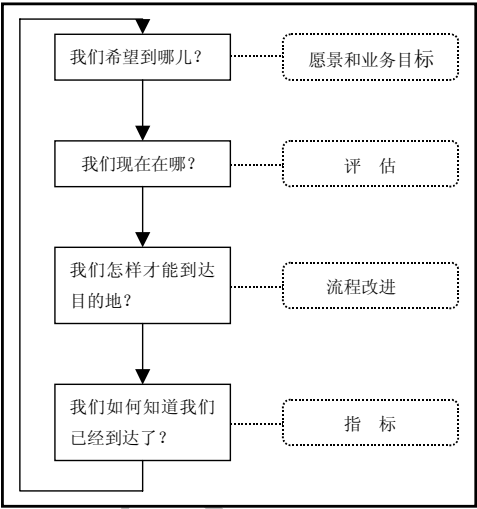 我们希望到哪儿？
愿景和业务目标
我们现在在哪？
评 估
我们怎样才能到达
目的地？
流程改进
我们如何知道我们
已经到达了？
指 标